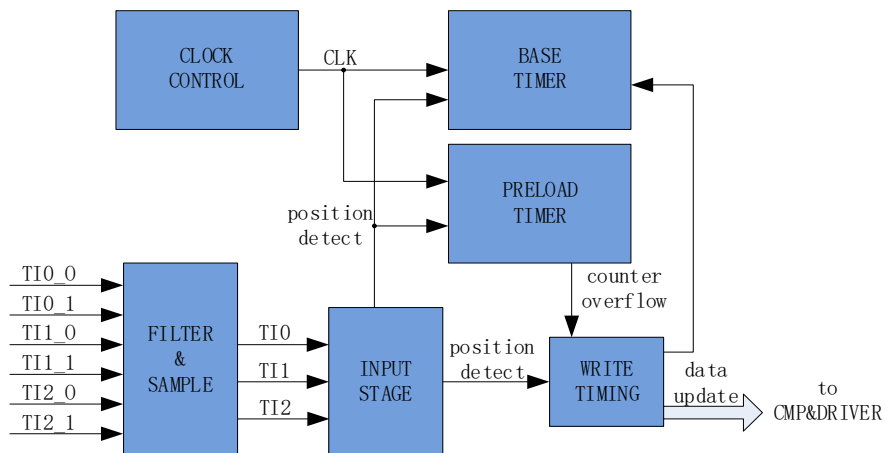 CLOCK
CONTROL
CLK
BASE
TIMER
PRELOAD
TIMER
position
detect
counter
overflow
TI0_0
TI0_1
TI1_0
TI1_1
TI2_0
TI2_1
FILTER
&
SAMPLE
TI0
TI1
TI2
INPUT
STAGE
position
detect
WRITE
TIMING
data
update
to
CMP&DRIVER